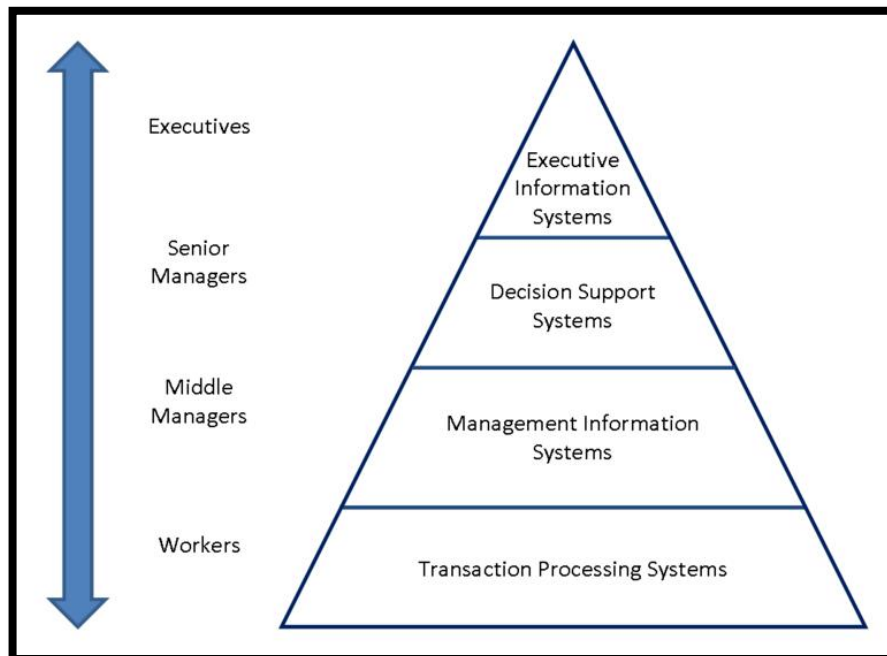 Executives
Executive
Information
Systems
Senior
Managers
Decision Support
Systems
Middle
Managers
Management Information
Systems
Workers
Transaction Processing Systems